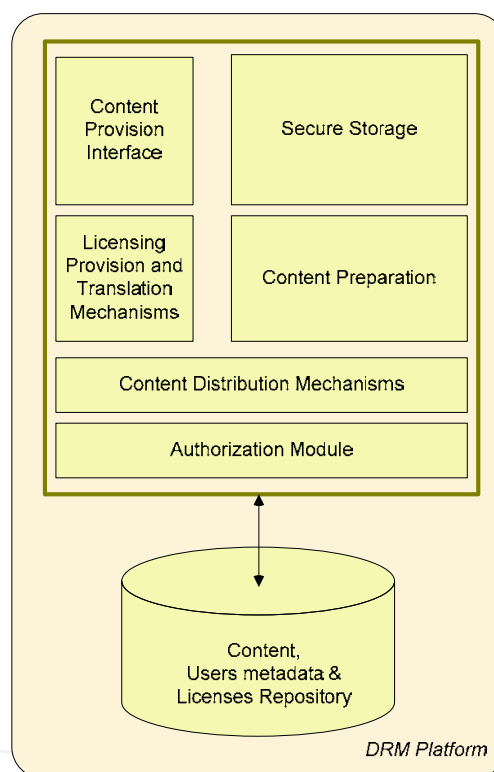 Content
Provision
Interface
Secure Storage
Licensing
Provision and
Translation
Mechanisms
Content Preparation
Content Distribution Mechanisms
Authorization Module
Content,
Users metadata &
Licenses Repository
DRM Platform